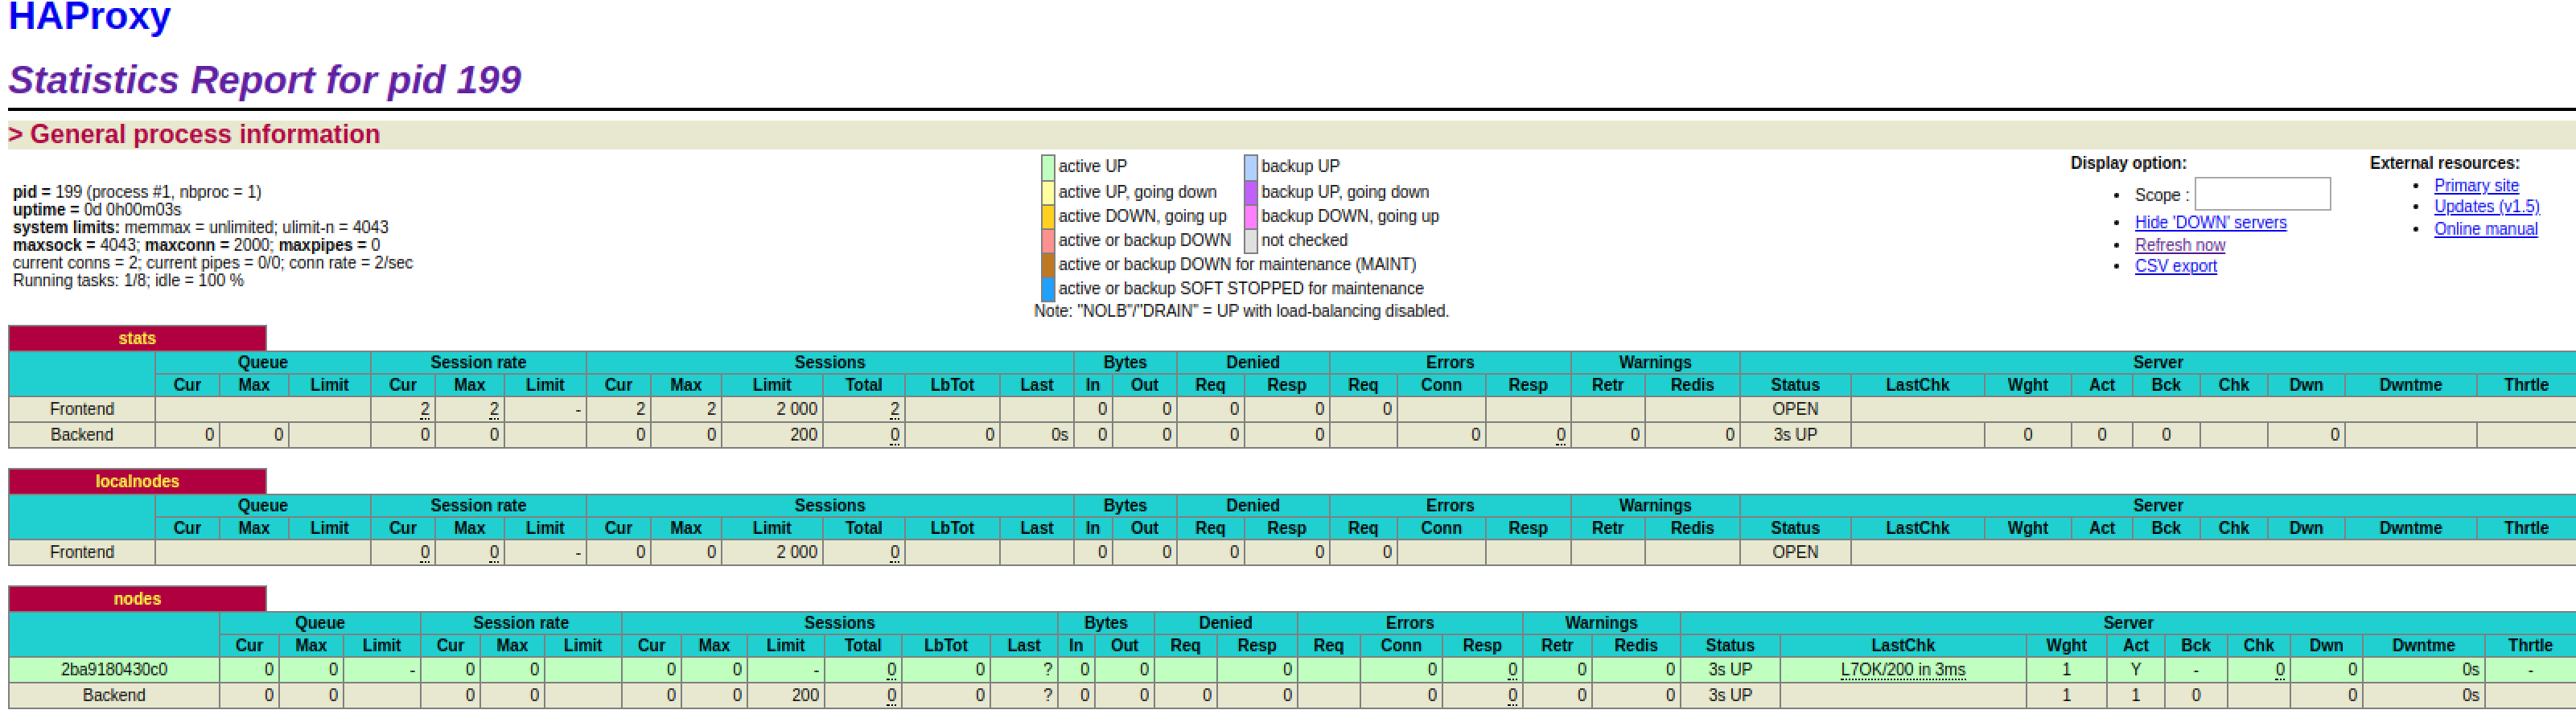 HAProxy
Statistics Report for pid 199
> General process information
pid = 199 (process #1, nbproc = 1)
uptime = 0d 0h00m03s
system limits: memmax = unlimited; ulimit-n = 4043
maxsock = 4043; maxconn = 2000; maxpipes = 0
current conns = 2; current pipes = 0/0; conn rate = 2/sec
Running tasks: 1/8; idle = 100 %
active UP backup UP
active UP, going down backup UP, going down
active DOWN, going up backup DOWN, going up
active or backup DOWN not checked
active or backup DOWN for maintenance (MAINT)
active or backup SOFT STOPPED for maintenance
Note: "NOLB"/"DRAIN" = UP with load-balancing disabled.
Display option:
• Scope :
• Hide 'DOWN' servers
• Refresh now
• CSV export
External resources:
• Primary site
• Updates (v1.5)
• Online manual
stats
Queue Session rate Sessions Bytes Denied Errors Warnings Server
Cur Max Limit Cur Max Limit Cur Max Limit Total LbTot Last In Out Req Resp Req Conn Resp Retr Redis Status LastChk Wght Act Bck Chk Dwn Dwntme Thrtle
Frontend 2 2 - 2 2 2 000 2 0 0 0 0 0 OPEN
Backend 0 0 0 0 0 0 200 0 0 0s 0 0 0 0 0 0 0 0 3s UP 0 0 0 0
localnodes
Queue Session rate Sessions Bytes Denied Errors Warnings Server
Cur Max Limit Cur Max Limit Cur Max Limit Total LbTot Last In Out Req Resp Req Conn Resp Retr Redis Status LastChk Wght Act Bck Chk Dwn Dwntme Thrtle
Frontend 0 0 - 0 0 2 000 0 0 0 0 0 0 OPEN
nodes
Queue Session rate Sessions Bytes Denied Errors Warnings Server
Cur Max Limit Cur Max Limit Cur Max Limit Total LbTot Last In Out Req Resp Req Conn Resp Retr Redis Status LastChk Wght Act Bck Chk Dwn Dwntme Thrtle
2ba9180430c0 0 0 - 0 0 0 0 - 0 0 ? 0 0 0 0 0 0 0 3s UP L7OK/200 in 3ms 1 Y - 0 0 0s -
Backend 0 0 0 0 0 0 200 0 0 ? 0 0 0 0 0 0 0 0 3s UP 1 1 0 0 0s